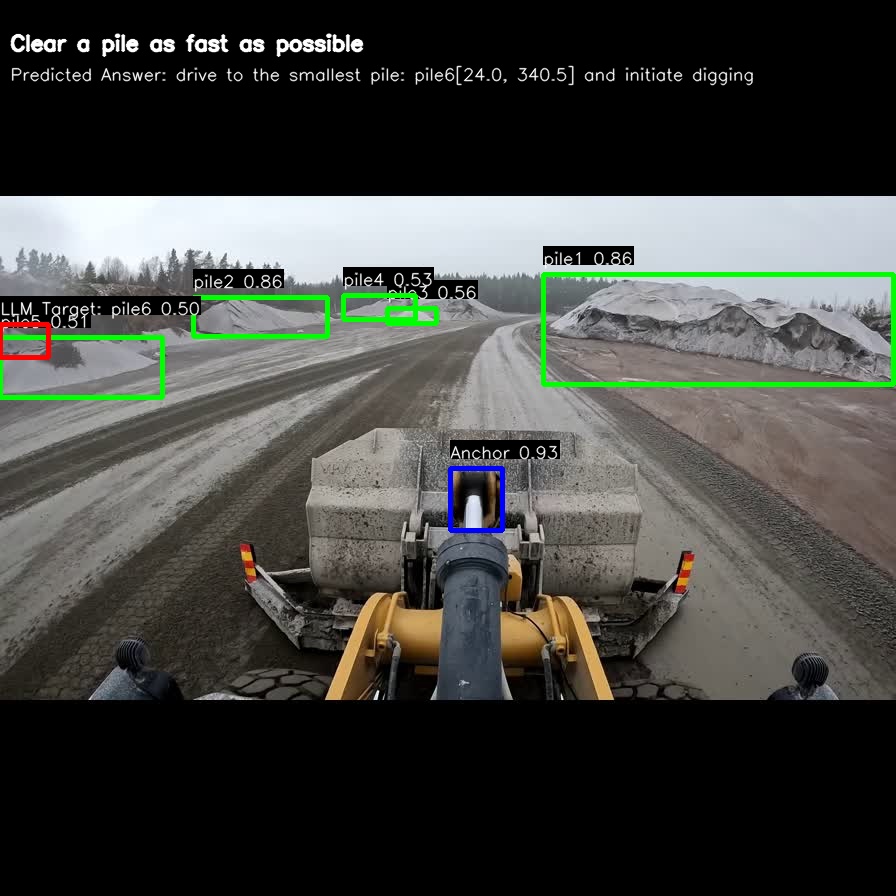 Clear a pile as fast as possible
Predicted Answer: drive to the smallest pile: pile6[24.0, 340.5] and initiate digging
pile1 0.86
pile2 0.86
pile4 0.53
pile3 0.56
LLM Target: pile6 0.50
pile5 0.51
Anchor 0.93